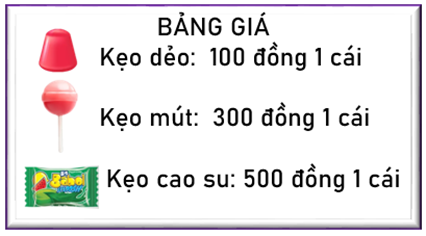 BẢNG GIÁ
Kẹo dẻo: 100 đồng 1 cái
Kẹo mút: 300 đồng 1 cái
Kẹo cao su: 500 đồng 1 cái